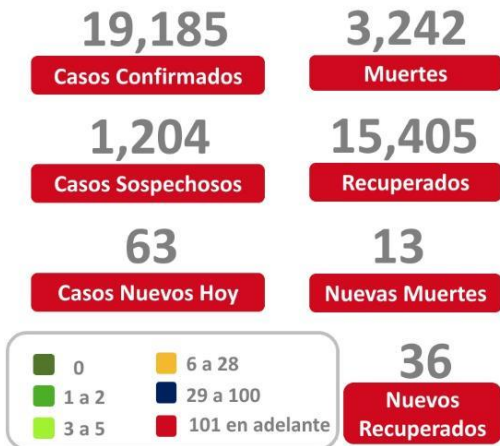 19,185
Casos Confirmados
3,242
Muertes
1,204
Casos Sospechosos
15,405
Recuperados
63
Casos Nuevos Hoy
13
Nuevas Muertes
0
1 a 2
3 a 5
6 a 28
29 a 100
101 en adelante
36
Nuevos
Recuperados